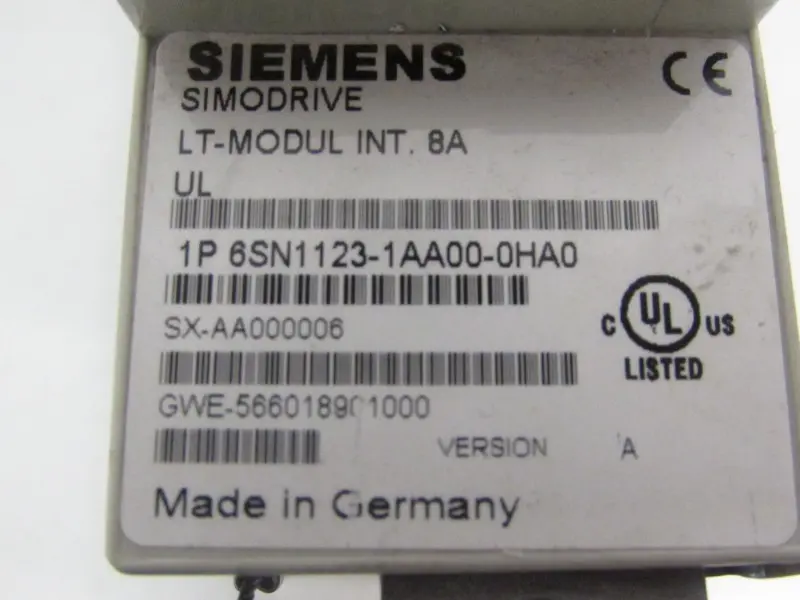 SIEMENS
CE
SIMODRIVE
LT-MODUL INT. 8A
UL
1P 6SN1123-1AA00-0HA0
SX-AA000006
C UL US
LISTED
GWE-566018901000
VERSION A
Made in Germany